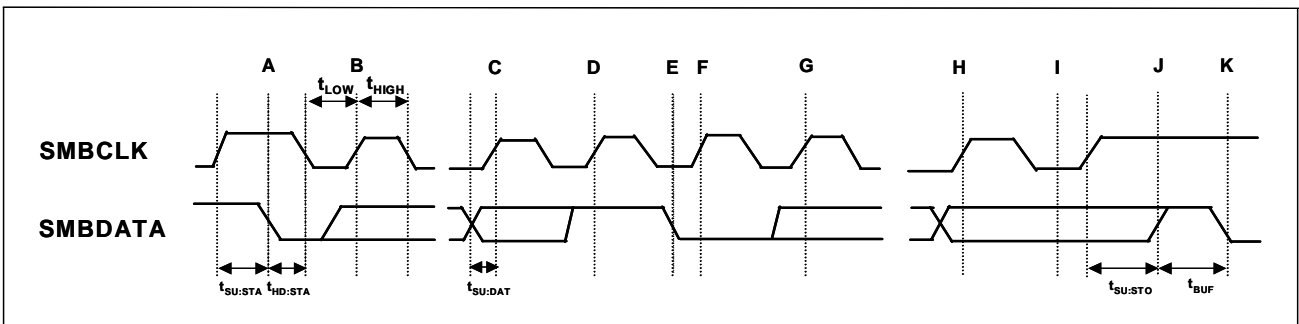 A B C D E F G H I J K
tLOW tHIGH
SMBCLK
SMBDATA
tSU:STA tHD:STA tSU:DAT tSU:STO tBUF